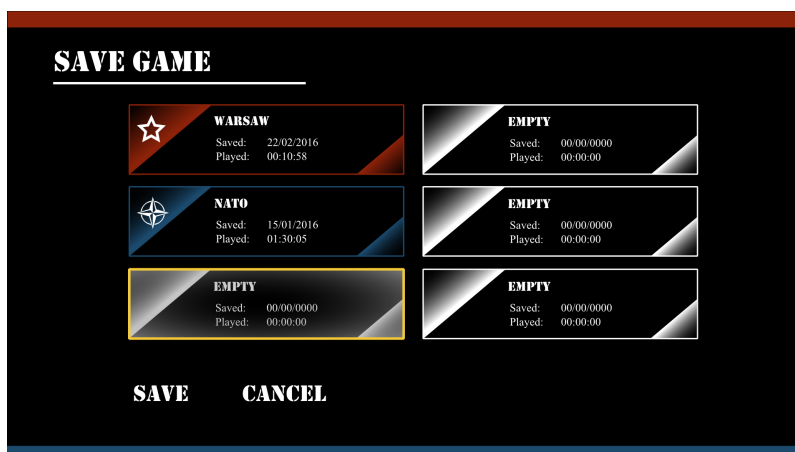 SAVE GAME
WARSAW
Saved: 22/02/2016
Played: 00:10:58
EMPTY
Saved: 00/00/0000
Played: 00:00:00
NATO
Saved: 15/01/2016
Played: 01:30:05
EMPTY
Saved: 00/00/0000
Played: 00:00:00
EMPTY
Saved: 00/00/0000
Played: 00:00:00
EMPTY
Saved: 00/00/0000
Played: 00:00:00
SAVE CANCEL